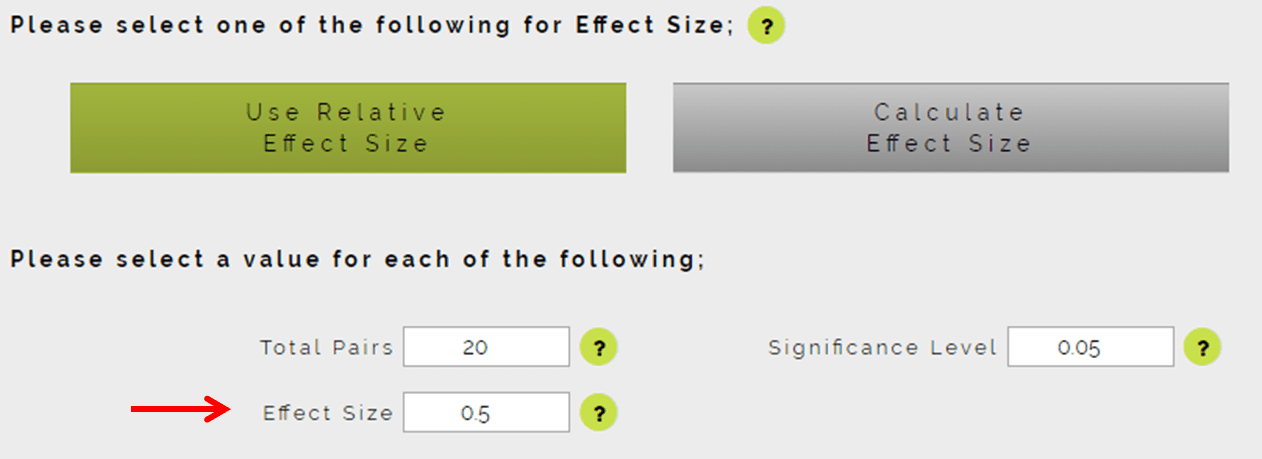 Please select one of the following for Effect Size; ?
Use Relative
Effect Size
Calculate
Effect Size
Please select a value for each of the following;
Total Pairs 20 ?
Significance Level 0.05 ?
Effect Size 0.5 ?